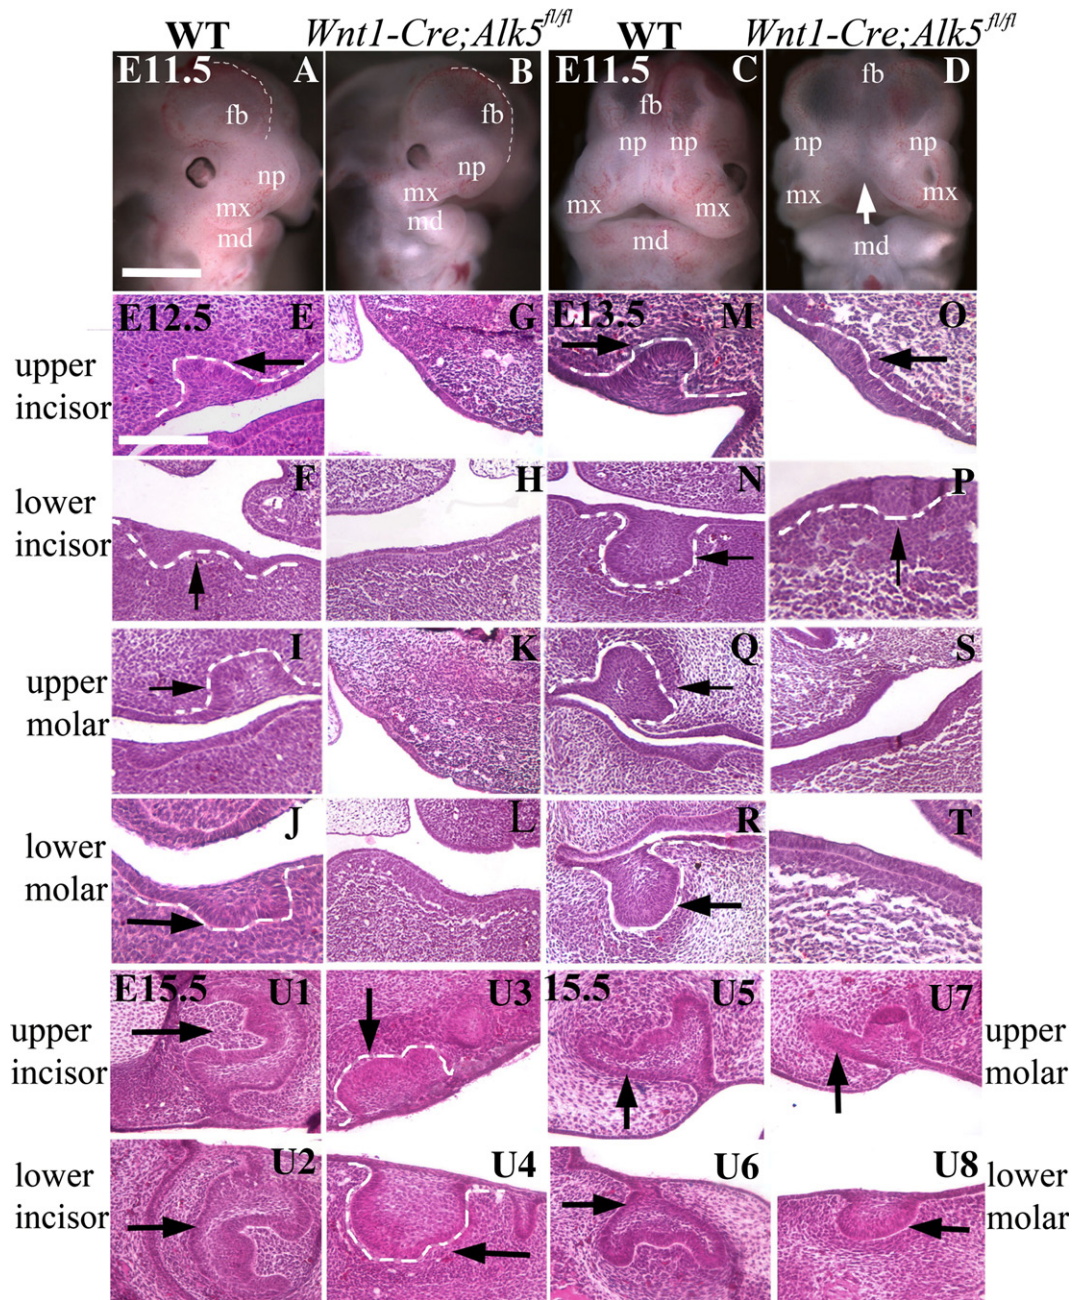 WT Wnt1-Cre;Alk5fl/fl WT Wnt1-Cre;Alk5fl/fl
E11.5 A B E11.5 C D
fb fb fb fb
np np np np np
mx mx mx mx mx mx
md md md md
E12.5 E G E13.5 M O
upper
incisor
F H N P
lower
incisor
I K Q S
upper
molar
J L R T
lower
molar
E15.5 U1 U3 15.5 U5 U7
upper
incisor
upper
molar
U2 U4 U6 U8
lower
incisor
lower
molar